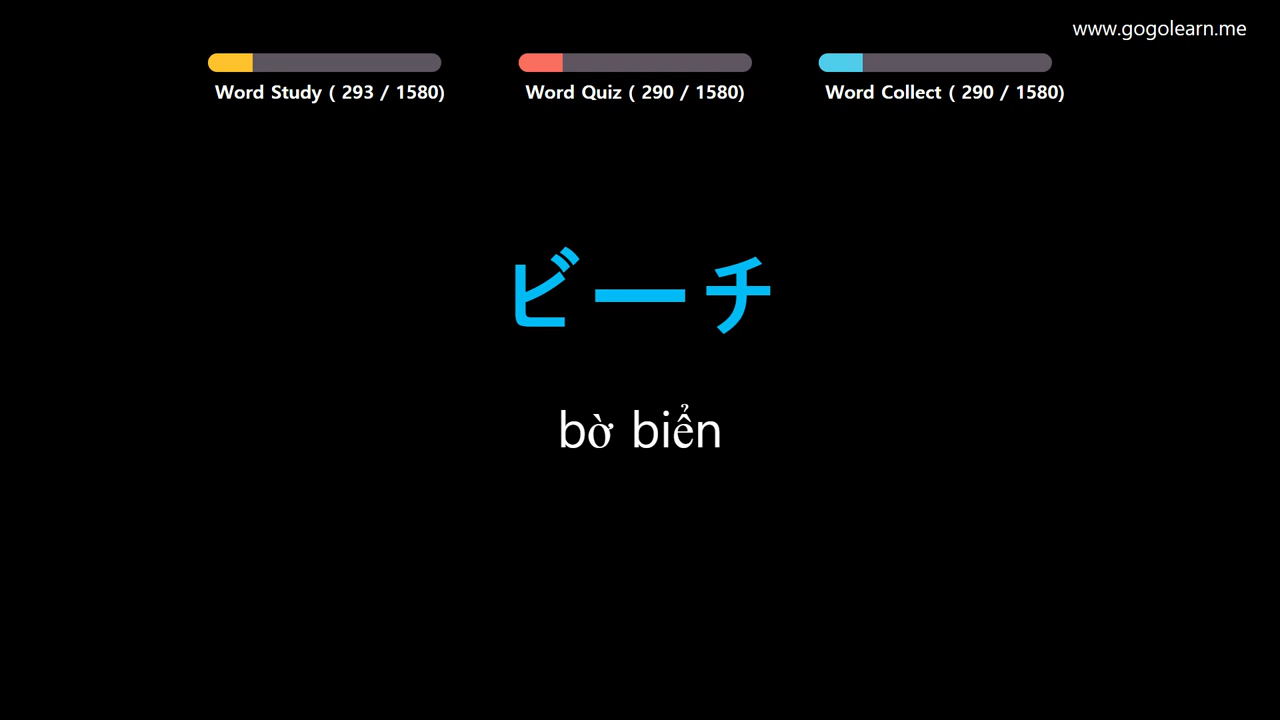 www.gogolearn.me
Word Study ( 293 / 1580)
Word Quiz ( 290 / 1580)
Word Collect ( 290 / 1580)
ビーチ
bờ biển